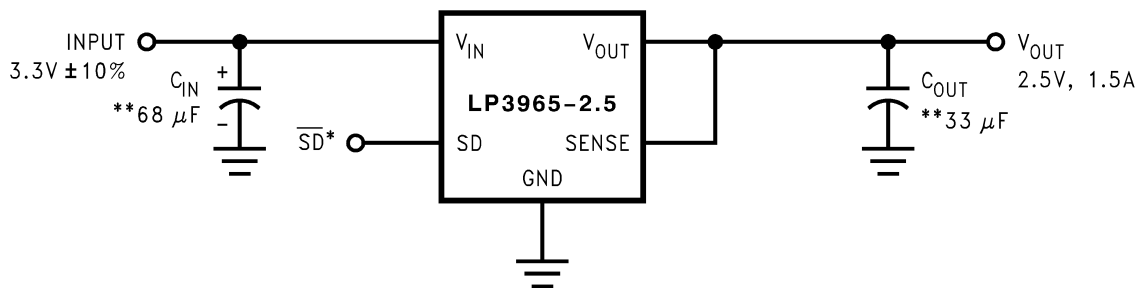 INPUT
3.3V ±10%
C_IN
+
**68 μF
−
S̅D̅*
V_IN
V_OUT
LP3965-2.5
SD
SENSE
GND
C_OUT
**33 μF
V_OUT
2.5V, 1.5A